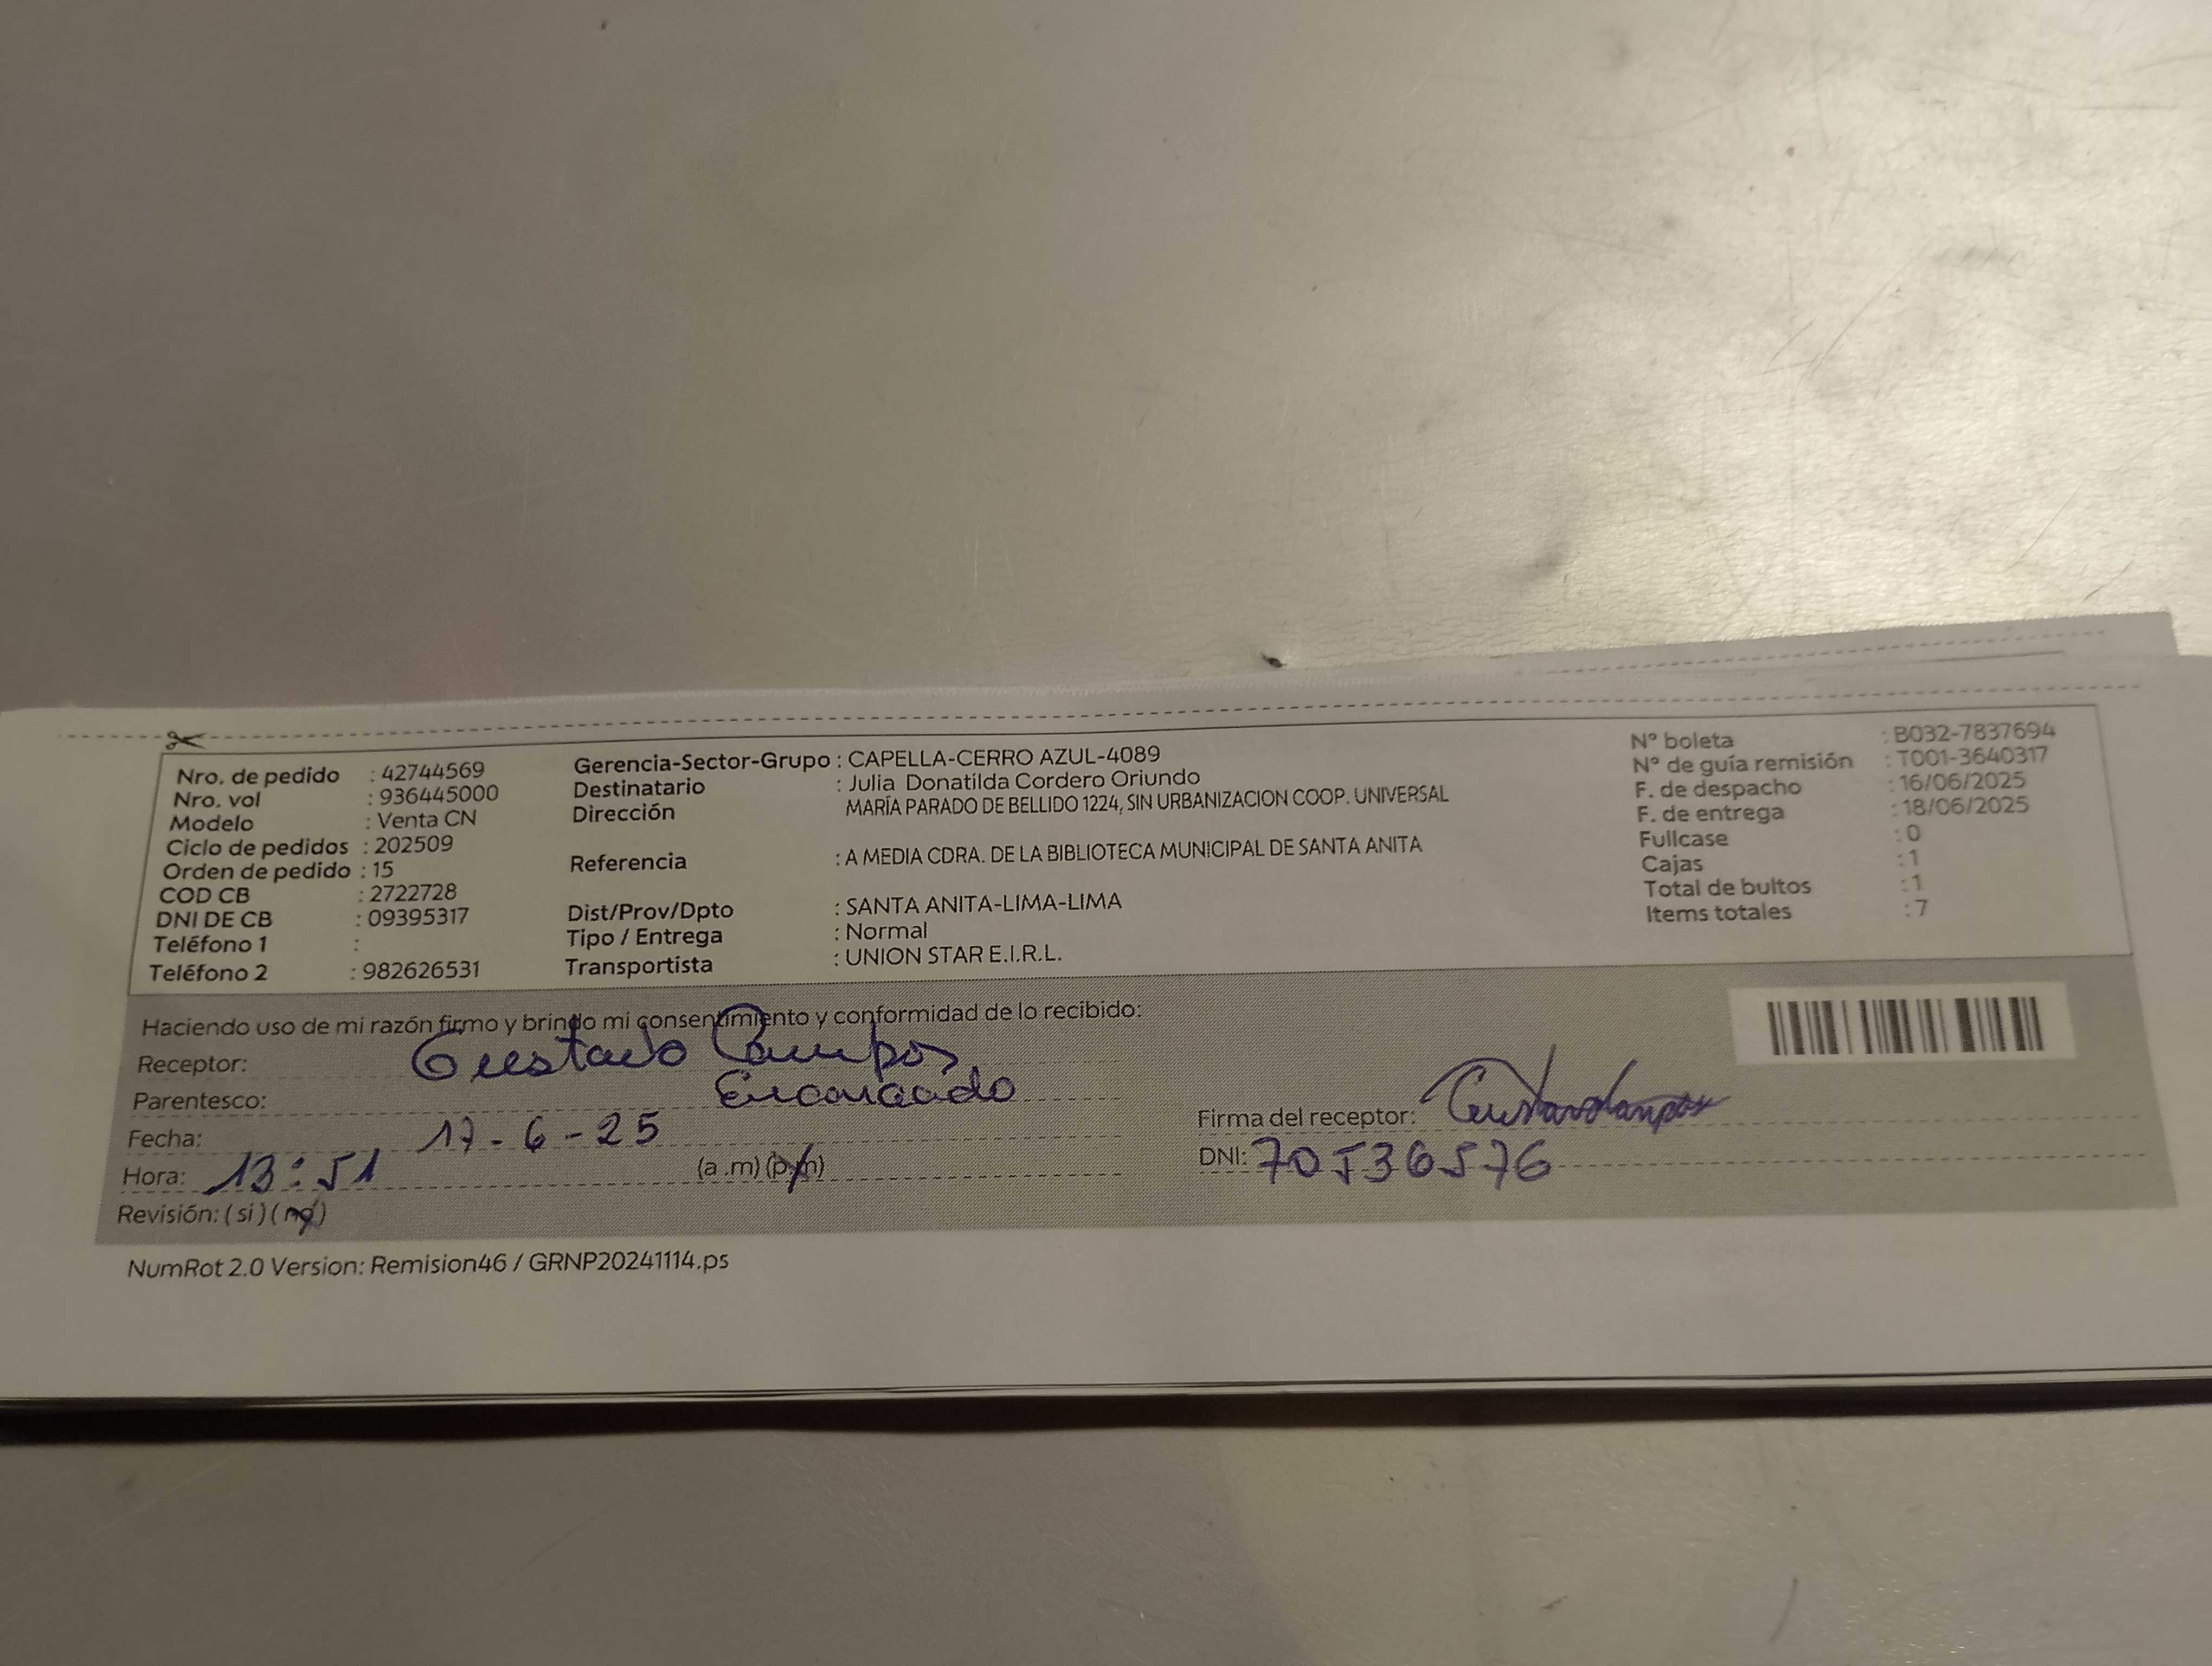 Nro. de pedido : 42744569
Nro. vol : 936445000
Modelo : Venta CN
Ciclo de pedidos : 202509
Orden de pedido : 15
COD CB : 2722728
DNI DE CB : 09395317
Teléfono 1 :
Teléfono 2 : 982626531
Gerencia-Sector-Grupo : CAPELLA-CERRO AZUL-4089
Destinatario : Julia Donatilda Cordero Oriundo
Dirección MARÍA PARADO DE BELLIDO 1224, SIN URBANIZACION COOP. UNIVERSAL
Referencia : A MEDIA CDRA. DE LA BIBLIOTECA MUNICIPAL DE SANTA ANITA
Dist/Prov/Dpto : SANTA ANITA-LIMA-LIMA
Tipo / Entrega : Normal
Transportista : UNION STAR E.I.R.L.
N° boleta : B032-7837694
N° de guía remisión : T001-3640317
F. de despacho : 16/06/2025
F. de entrega : 18/06/2025
Fullcase : 0
Cajas : 1
Total de bultos : 1
Items totales : 7
Haciendo uso de mi razón firmo y brindo mi consentimiento y conformidad de lo recibido:
Receptor: Gustavo Campos
Parentesco: Encargado
Fecha: 17-6-25
Hora: 13:51 (a .m) (p.m)
Revisión: ( si ) ( no )
Firma del receptor: Gustavo Campos
DNI: 70536576
NumRot 2.0 Version: Remision46 / GRNP20241114.ps